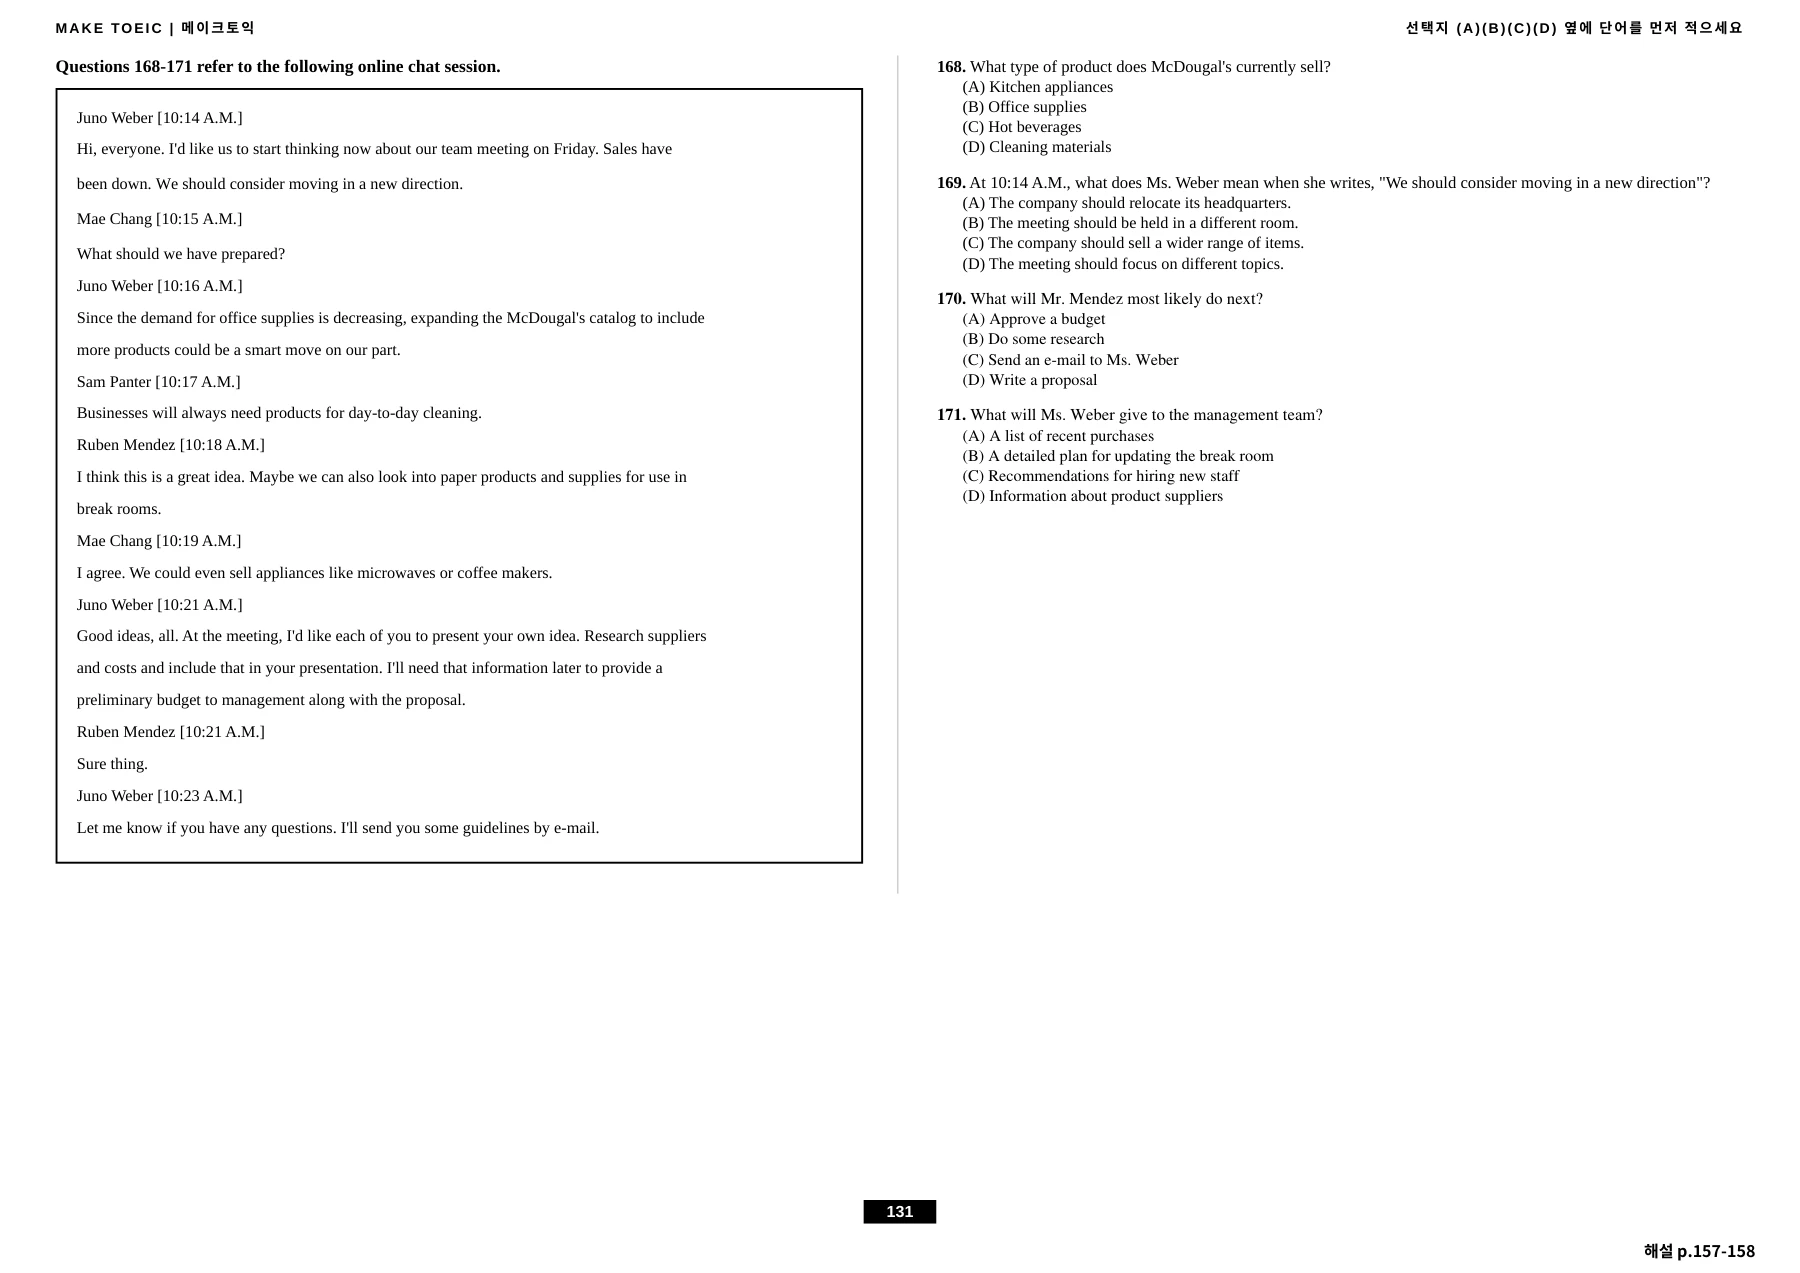 MAKE TOEIC | 메이크토익
선택지 (A)(B)(C)(D) 옆에 단어를 먼저 적으세요
Questions 168-171 refer to the following online chat session.
Juno Weber [10:14 A.M.]
Hi, everyone. I'd like us to start thinking now about our team meeting on Friday. Sales have
been down. We should consider moving in a new direction.
Mae Chang [10:15 A.M.]
What should we have prepared?
Juno Weber [10:16 A.M.]
Since the demand for office supplies is decreasing, expanding the McDougal's catalog to include
more products could be a smart move on our part.
Sam Panter [10:17 A.M.]
Businesses will always need products for day-to-day cleaning.
Ruben Mendez [10:18 A.M.]
I think this is a great idea. Maybe we can also look into paper products and supplies for use in
break rooms.
Mae Chang [10:19 A.M.]
I agree. We could even sell appliances like microwaves or coffee makers.
Juno Weber [10:21 A.M.]
Good ideas, all. At the meeting, I'd like each of you to present your own idea. Research suppliers
and costs and include that in your presentation. I'll need that information later to provide a
preliminary budget to management along with the proposal.
Ruben Mendez [10:21 A.M.]
Sure thing.
Juno Weber [10:23 A.M.]
Let me know if you have any questions. I'll send you some guidelines by e-mail.
168. What type of product does McDougal's currently sell?
(A) Kitchen appliances
(B) Office supplies
(C) Hot beverages
(D) Cleaning materials
169. At 10:14 A.M., what does Ms. Weber mean when she writes, "We should consider moving in a new direction"?
(A) The company should relocate its headquarters.
(B) The meeting should be held in a different room.
(C) The company should sell a wider range of items.
(D) The meeting should focus on different topics.
170. What will Mr. Mendez most likely do next?
(A) Approve a budget
(B) Do some research
(C) Send an e-mail to Ms. Weber
(D) Write a proposal
171. What will Ms. Weber give to the management team?
(A) A list of recent purchases
(B) A detailed plan for updating the break room
(C) Recommendations for hiring new staff
(D) Information about product suppliers
131
해설 p.157-158